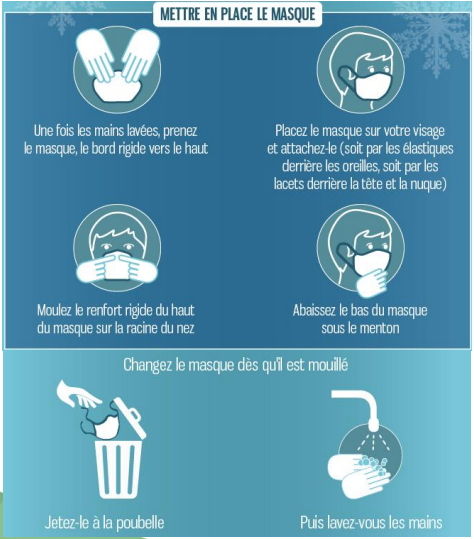 METTRE EN PLACE LE MASQUE
Une fois les mains lavées, prenez
le masque, le bord rigide vers le haut
Placez le masque sur votre visage
et attachez-le (soit par les élastiques
derrière les oreilles, soit par les
lacets derrière la tête et la nuque)
Moulez le renfort rigide du haut
du masque sur la racine du nez
Abaissez le bas du masque
sous le menton
Changez le masque dès qu'il est mouillé
Jetez-le à la poubelle
Puis lavez-vous les mains